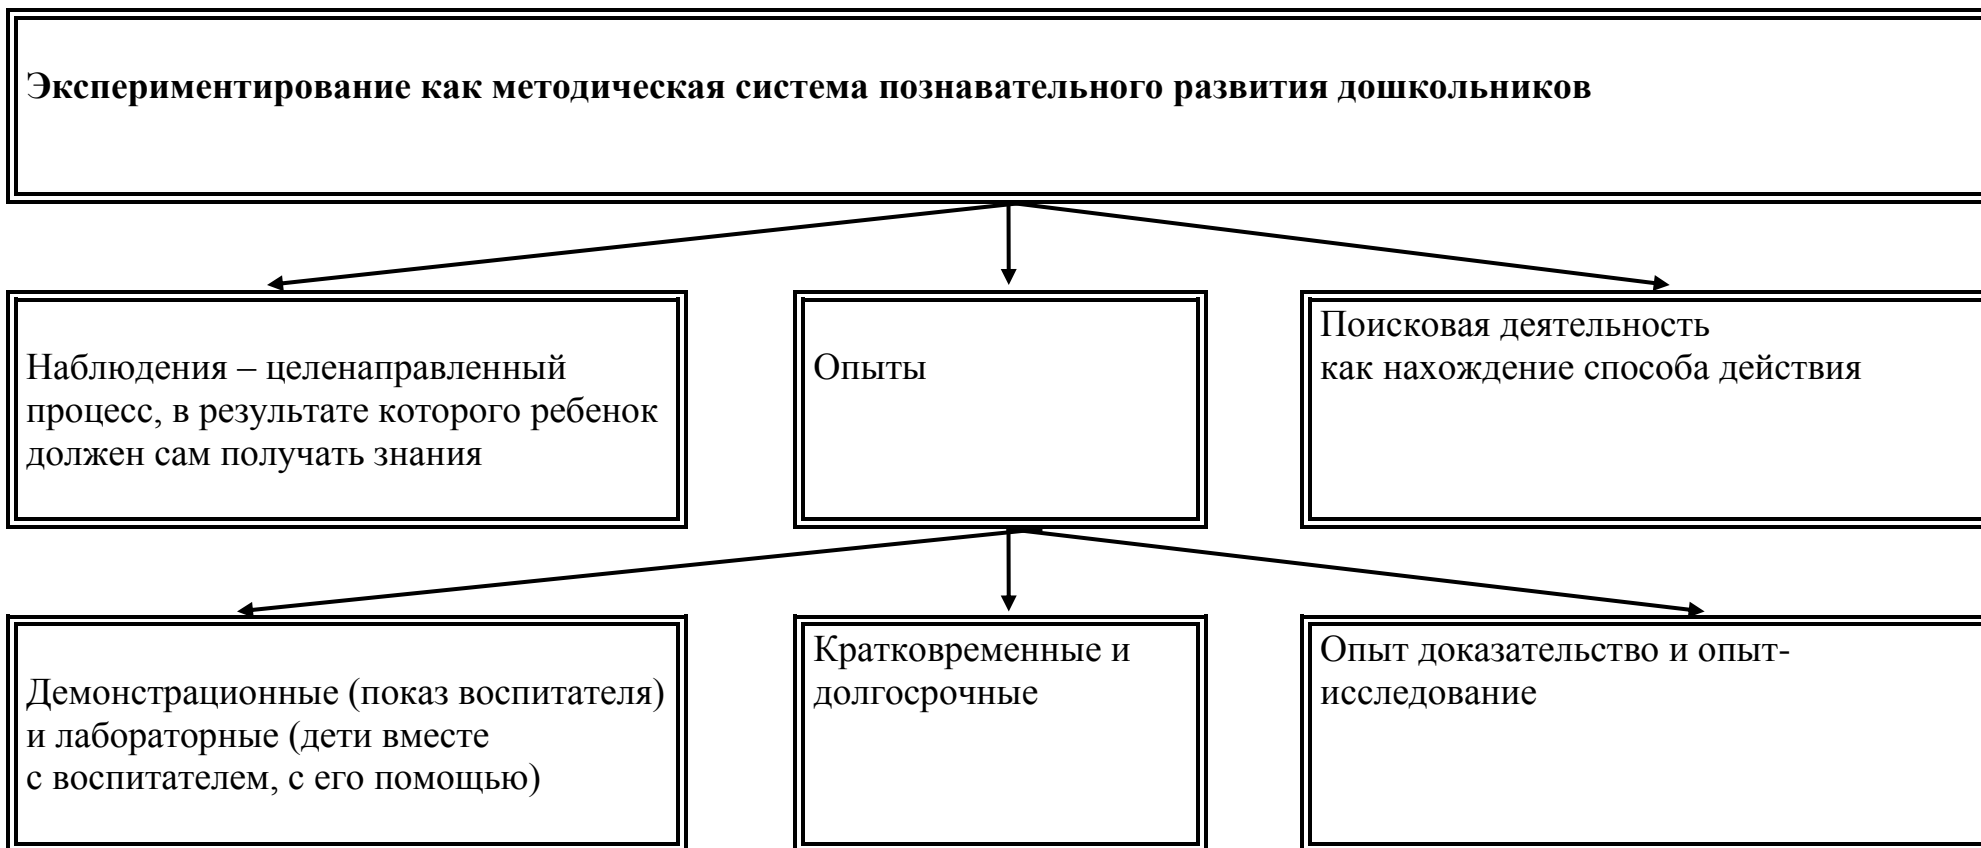 Экспериментирование как методическая система познавательного развития дошкольников
Наблюдения – целенаправленный
процесс, в результате которого ребенок
должен сам получать знания
Опыты
Поисковая деятельность
как нахождение способа действия
Демонстрационные (показ воспитателя)
и лабораторные (дети вместе
с воспитателем, с его помощью)
Кратковременные и
долгосрочные
Опыт доказательство и опыт-
исследование